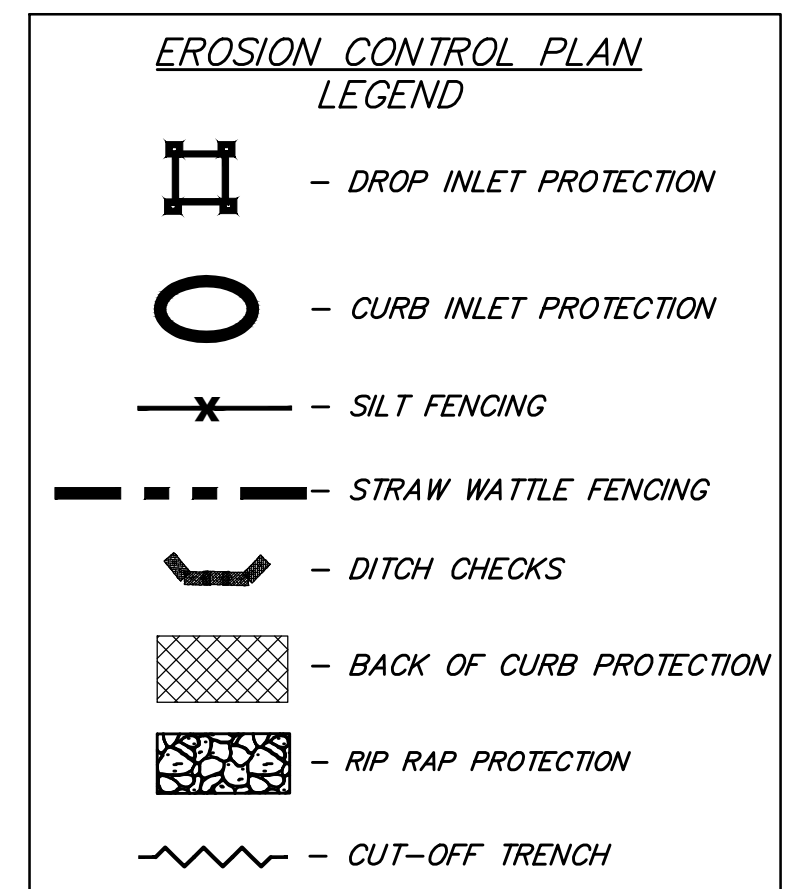 EROSION CONTROL PLAN
LEGEND
- DROP INLET PROTECTION
- CURB INLET PROTECTION
X - SILT FENCING
- STRAW WATTLE FENCING
- DITCH CHECKS
- BACK OF CURB PROTECTION
- RIP RAP PROTECTION
- CUT-OFF TRENCH